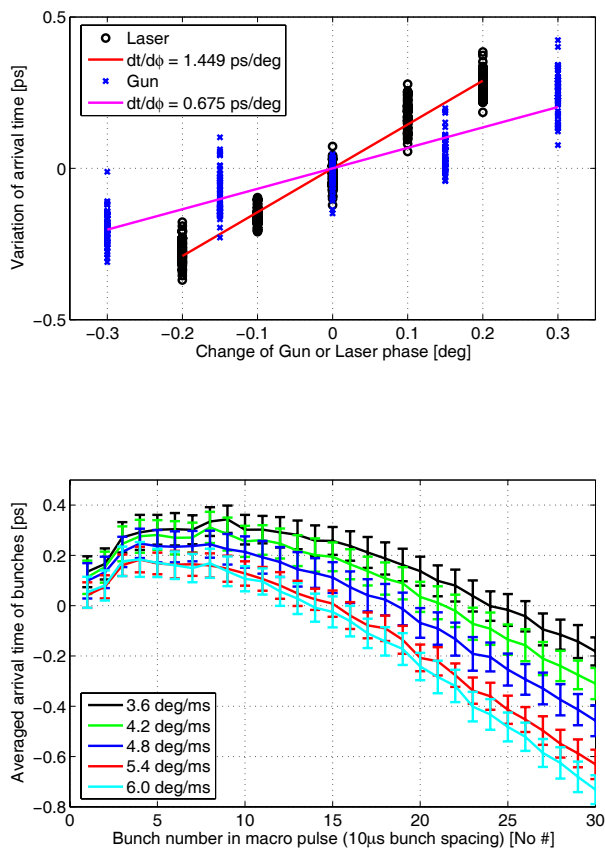 Laser
dt/dϕ = 1.449 ps/deg
Gun
dt/dϕ = 0.675 ps/deg
0.5
0
−0.5
Variation of arrival time [ps]
−0.3
−0.2
−0.1
0
0.1
0.2
0.3
Change of Gun or Laser phase [deg]
0.4
0.2
0
−0.2
−0.4
−0.6
−0.8
Averaged arrival time of bunches [ps]
3.6 deg/ms
4.2 deg/ms
4.8 deg/ms
5.4 deg/ms
6.0 deg/ms
0
5
10
15
20
25
30
Bunch number in macro pulse (10μs bunch spacing) [No #]